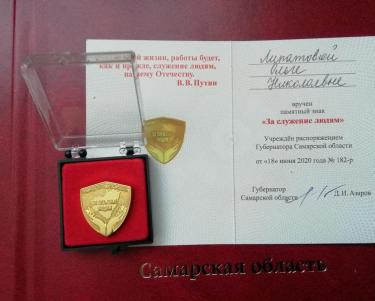 й жизни, работы будет,
как и прежде, служение людям,
нашему Отечеству.
В.В. Путин
Липатовой
Ольге
Николаевне
вручен
памятный знак
«За служение людям»
Учреждён распоряжением
Губернатора Самарской области
от «18» июня 2020 года № 182-р
Губернатор
Самарской области
Д.И. Азаров
Самарская область